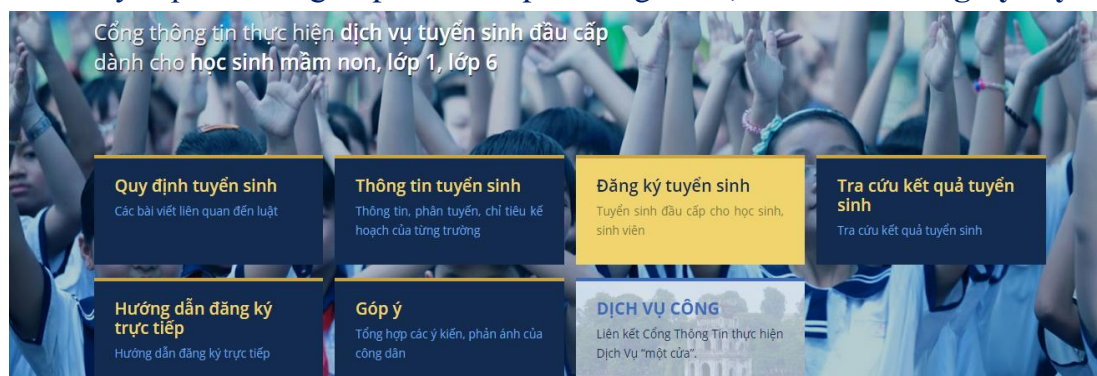 Cổng thông tin thực hiện dịch vụ tuyển sinh đầu cấp
dành cho học sinh mầm non, lớp 1, lớp 6
Quy định tuyển sinh
Các bài viết liên quan đến luật
Thông tin tuyển sinh
Thông tin, phân tuyến, chỉ tiêu kế
hoạch của từng trường
Đăng ký tuyển sinh
Tuyển sinh đầu cấp cho học sinh,
sinh viên
Tra cứu kết quả tuyển
sinh
Tra cứu kết quả tuyển sinh
Hướng dẫn đăng ký
trực tiếp
Hướng dẫn đăng ký trực tiếp
Góp ý
Tổng hợp các ý kiến, phản ánh của
công dân
DỊCH VỤ CÔNG
Liên kết Cổng Thông Tin thực hiện
Dịch Vụ "một cửa".